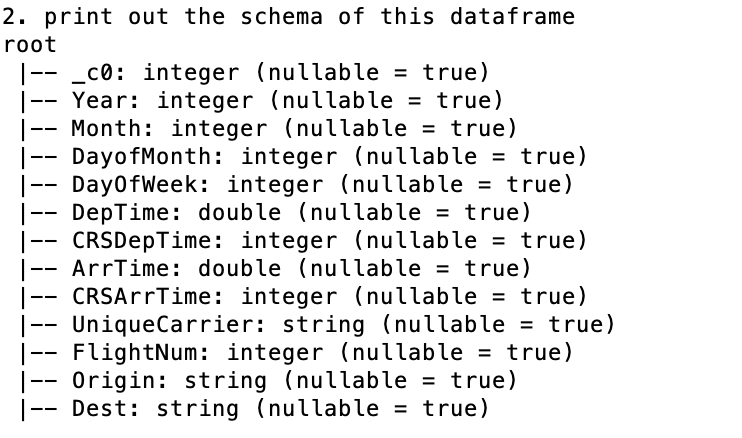 2. print out the schema of this dataframe
root
 |-- _c0: integer (nullable = true)
 |-- Year: integer (nullable = true)
 |-- Month: integer (nullable = true)
 |-- DayofMonth: integer (nullable = true)
 |-- DayOfWeek: integer (nullable = true)
 |-- DepTime: double (nullable = true)
 |-- CRSDepTime: integer (nullable = true)
 |-- ArrTime: double (nullable = true)
 |-- CRSArrTime: integer (nullable = true)
 |-- UniqueCarrier: string (nullable = true)
 |-- FlightNum: integer (nullable = true)
 |-- Origin: string (nullable = true)
 |-- Dest: string (nullable = true)